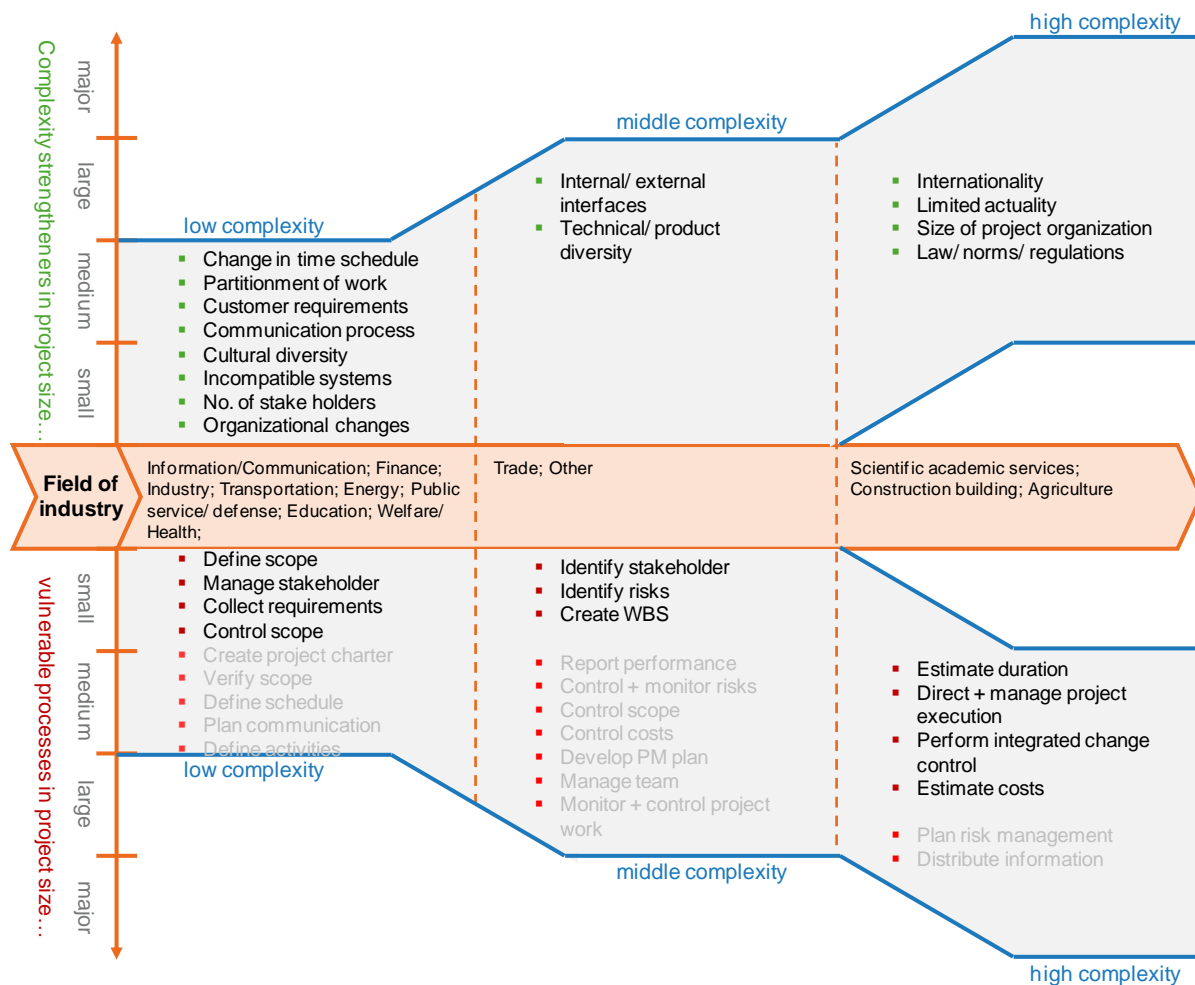 high complexity
Complexity strengtheners in project size…
major
large
medium
small
middle complexity
low complexity
Change in time schedule
Partitionment of work
Customer requirements
Communication process
Cultural diversity
Incompatible systems
No. of stake holders
Organizational changes
Internal/ external
interfaces
Technical/ product
diversity
Internationality
Limited actuality
Size of project organization
Law/ norms/ regulations
Field of
industry
Information/Communication; Finance;
Industry; Transportation; Energy; Public
service/ defense; Education; Welfare/
Health;
Trade; Other
Scientific academic services;
Construction building; Agriculture
vulnerable processes in project size…
small
medium
large
major
Define scope
Manage stakeholder
Collect requirements
Control scope
Create project charter
Verify scope
Define schedule
Plan communication
Define activities
low complexity
Identify stakeholder
Identify risks
Create WBS
Report performance
Control + monitor risks
Control scope
Control costs
Develop PM plan
Manage team
Monitor + control project
work
middle complexity
Estimate duration
Direct + manage project
execution
Perform integrated change
control
Estimate costs
Plan risk management
Distribute information
high complexity